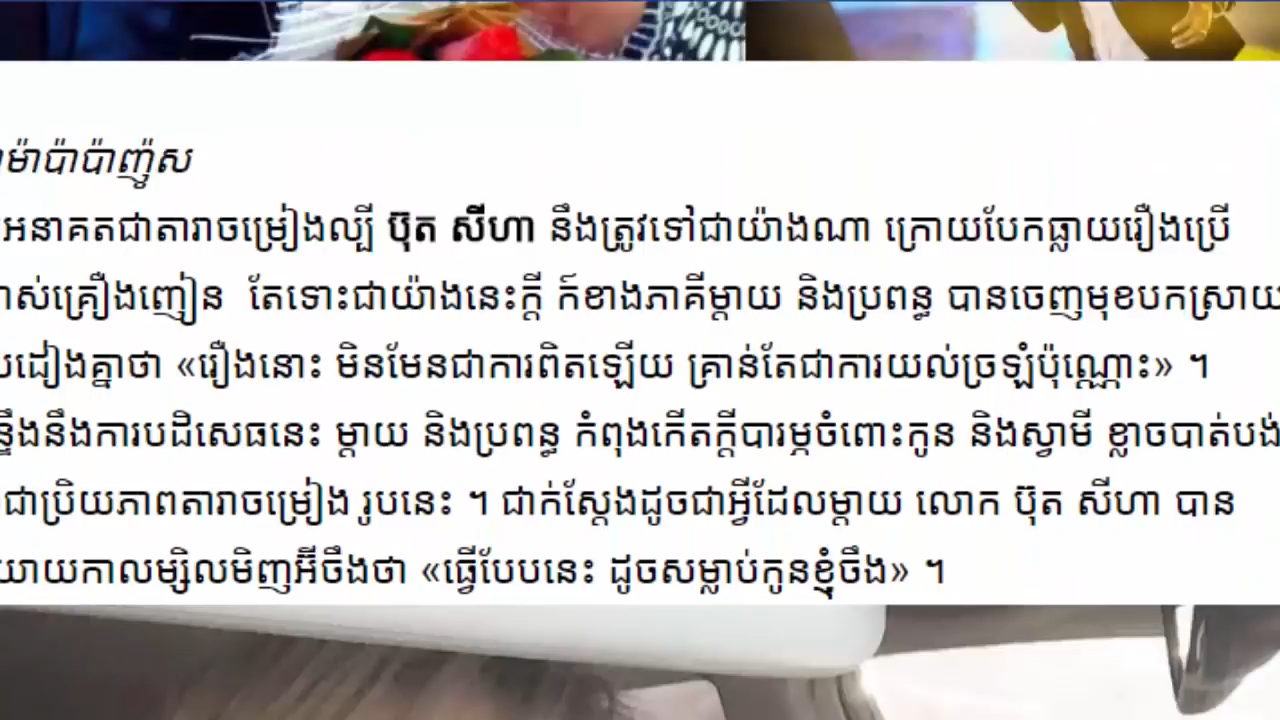 ម៉ាប៉ាប៉ាញ៉ូស
អនាគតជាតារាចម្រៀងល្បី ប៊ុត សីហា នឹងត្រូវទៅជាយ៉ាងណា ក្រោយបែកធ្លាយរឿងប្រើ
ាស់គ្រឿងញៀន តែទោះជាយ៉ាងនេះក្តី ក៍ខាងភាគីម្តាយ និងប្រពន្ធ បានចេញមុខបកស្រាយ
ដៀងគ្នាថា «រឿងនោះ មិនមែនជាការពិតឡើយ គ្រាន់តែជាការយល់ច្រឡំប៉ុណ្ណោះ» ។
ន្ទឹងនឹងការបដិសេធនេះ ម្តាយ និងប្រពន្ធ កំពុងកើតក្តីបារម្ភចំពោះកូន និងស្វាមី ខ្លាចបាត់បង់
ជាប្រិយភាពតារាចម្រៀង រូបនេះ ។ ជាក់ស្តែងដូចជាអ្វីដែលម្តាយ លោក ប៊ុត សីហា បាន
យាយកាលម្សិលមិញអ៊ីចឹងថា «ធ្វើបែបនេះ ដូចសម្លាប់កូនខ្ញុំចឹង» ។